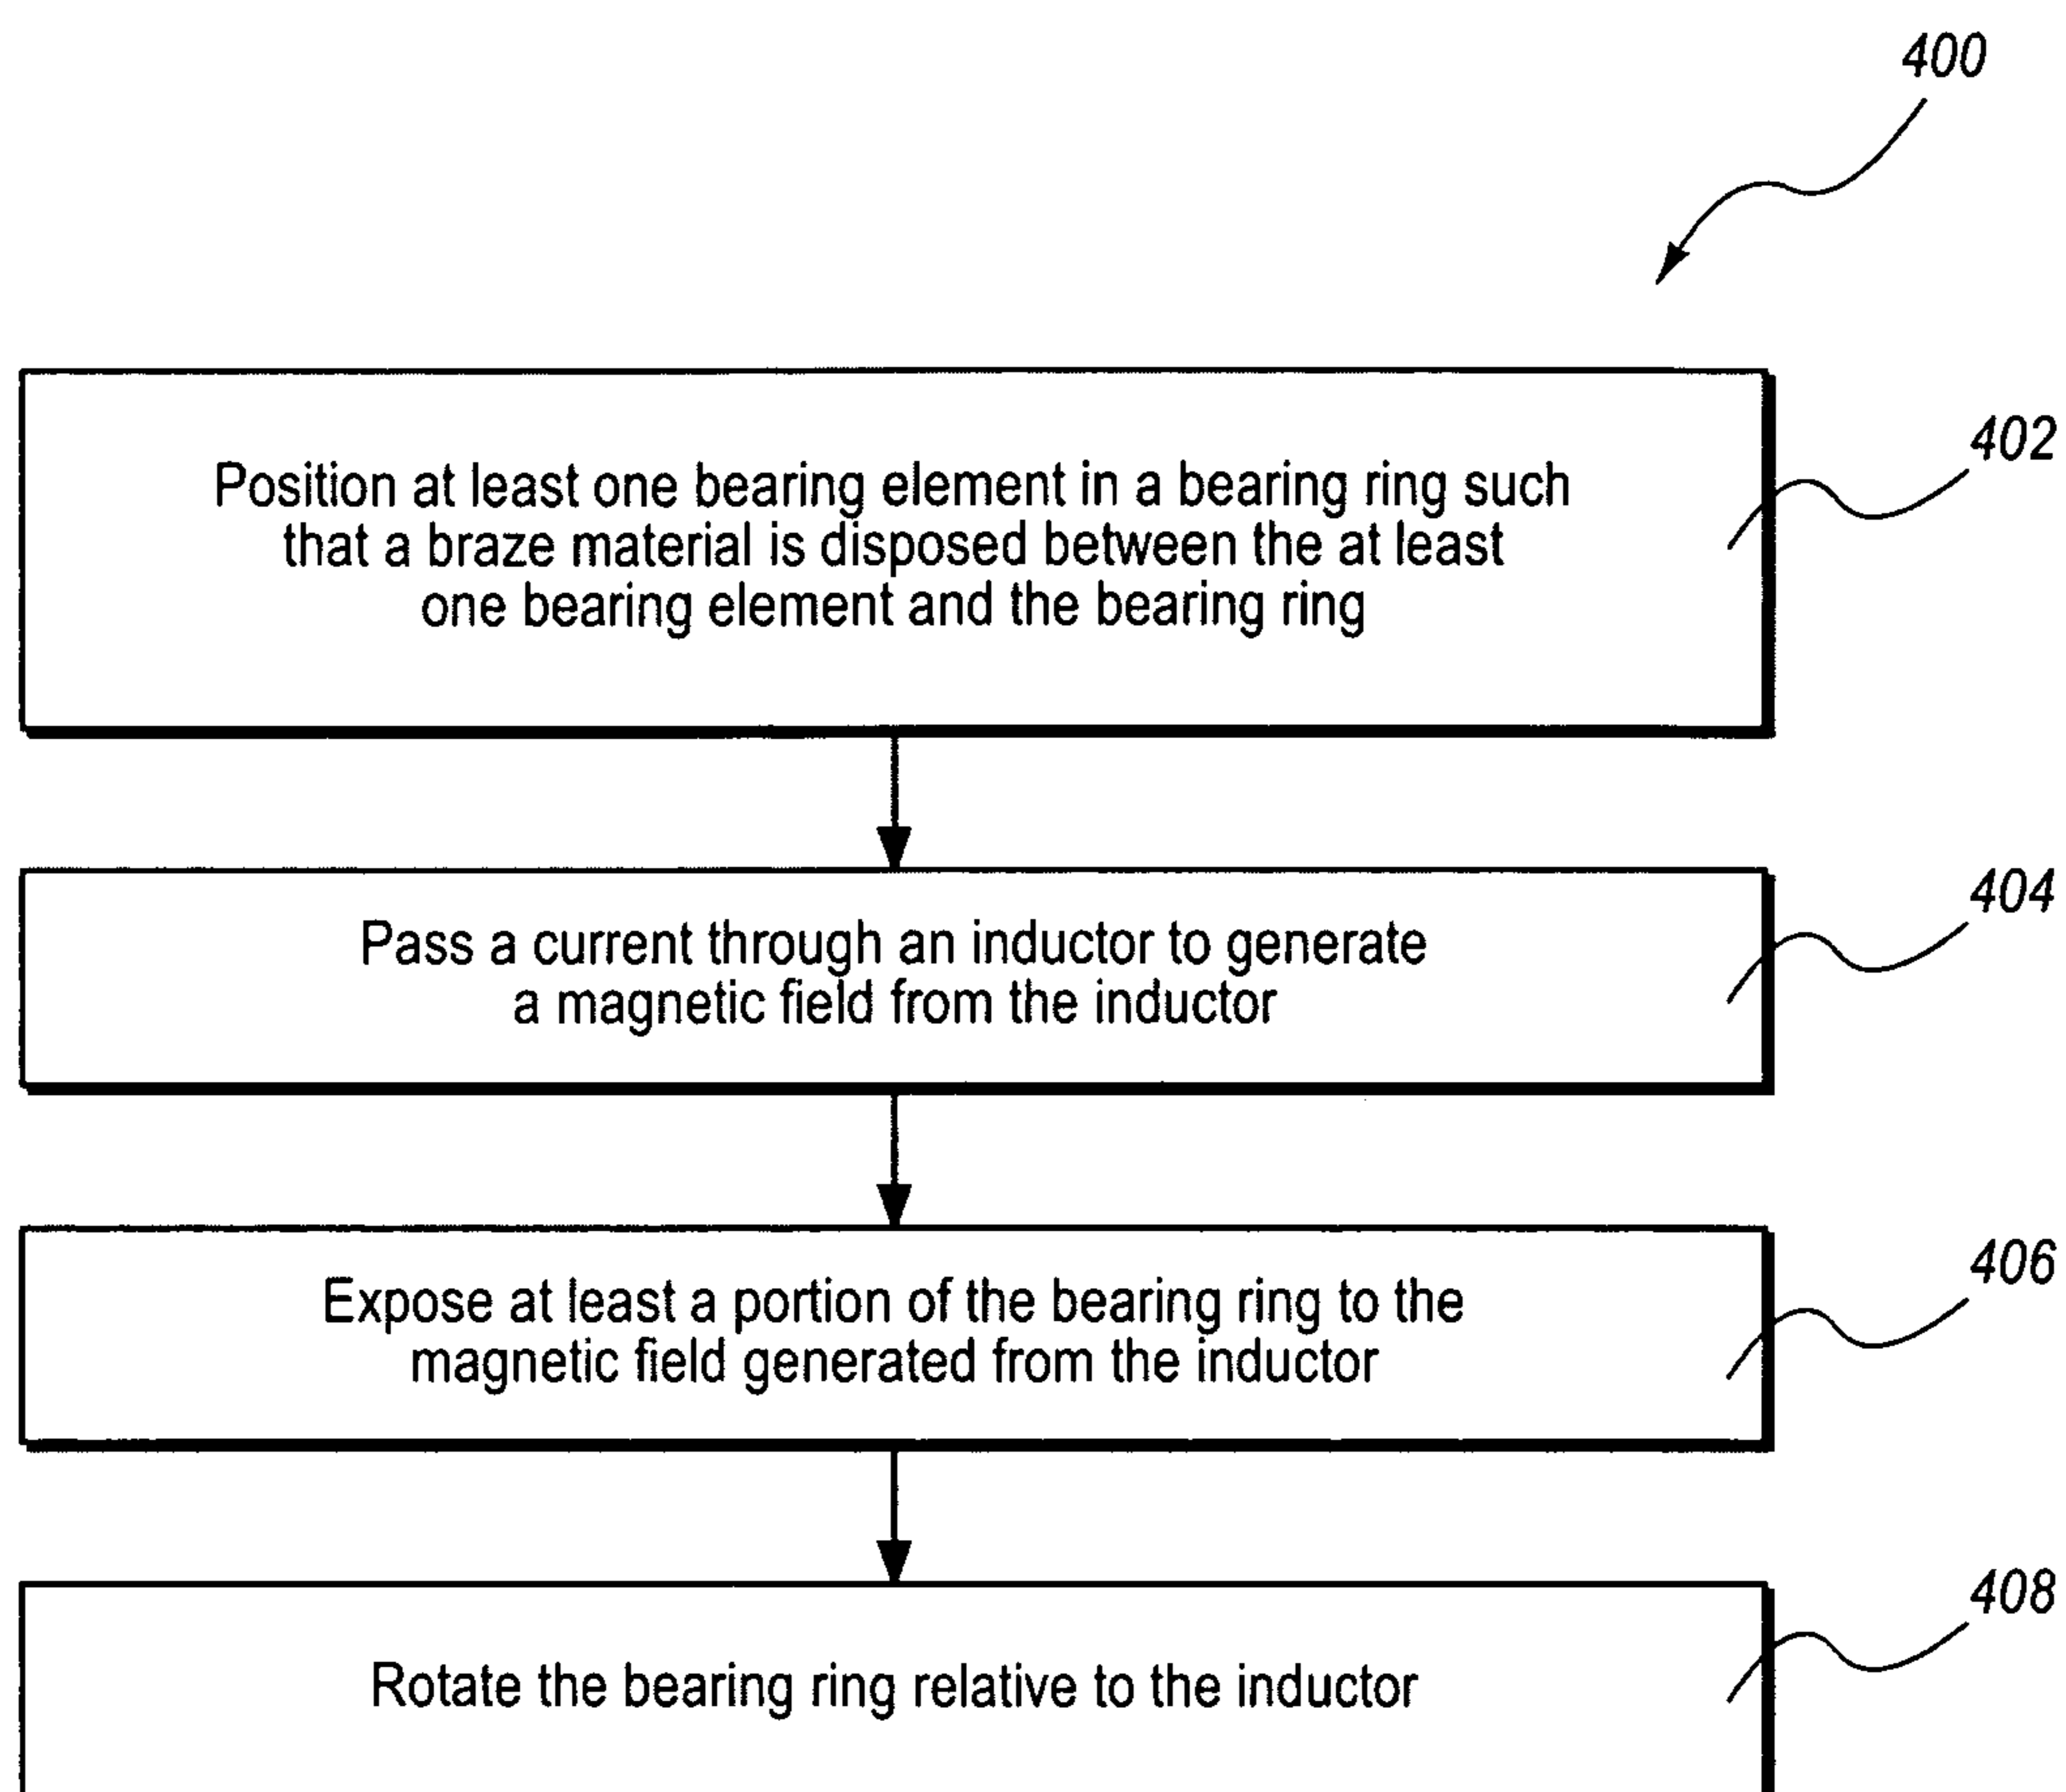 400
Position at least one bearing element in a bearing ring such
that a braze material is disposed between the at least
one bearing element and the bearing ring
402
Pass a current through an inductor to generate
a magnetic field from the inductor
404
Expose at least a portion of the bearing ring to the
magnetic field generated from the inductor
406
Rotate the bearing ring relative to the inductor
408